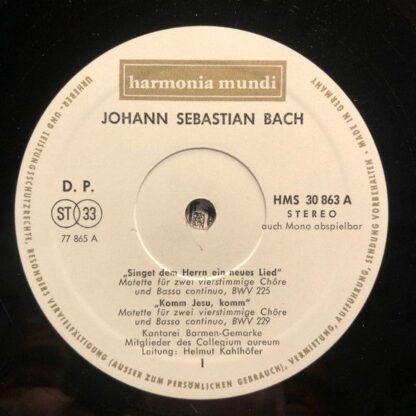 harmonia mundi
JOHANN SEBASTIAN BACH
D. P.
ST 33
77 865 A
HMS 30 863 A
STEREO
auch Mono abspielbar
„Singet dem Herrn ein neues Lied"
Motette für zwei vierstimmige Chöre
und Basso continuo, BWV 225
„Komm Jesu, komm"
Motette für zwei vierstimmige Chöre
und Basso continuo, BWV 229
Kantorei Barmen-Gemarke
Mitglieder des Collegium aureum
Leitung: Helmut Kahlhöfer
I
URHEBER- UND LEISTUNGSSCHUTZRECHTE, BESONDERS VERVIELFÄLTIGUNG (AUSSER ZUM PERSÖNLICHEN GEBRAUCH), VERMIETUNG, AUFFÜHRUNG, SENDUNG VORBEHALTEN · MADE IN GERMANY